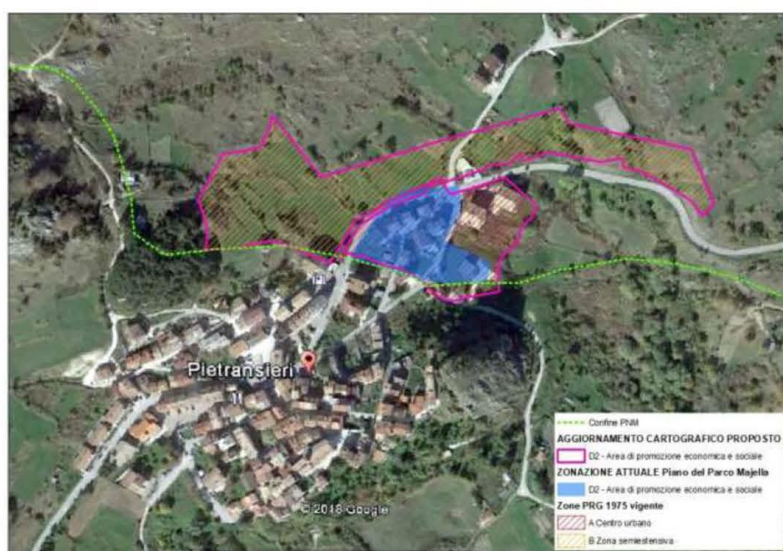 Pietransieri
© 2018 Google
Confine PNM
AGGIORNAMENTO CARTOGRAFICO PROPOSTO
D2 - Area di promozione economica e sociale
ZONAZIONE ATTUALE Piano del Parco Majella
D2 - Area di promozione economica e sociale
Zone PRG 1975 vigente
A Centro urbano
B Zona semiestensiva